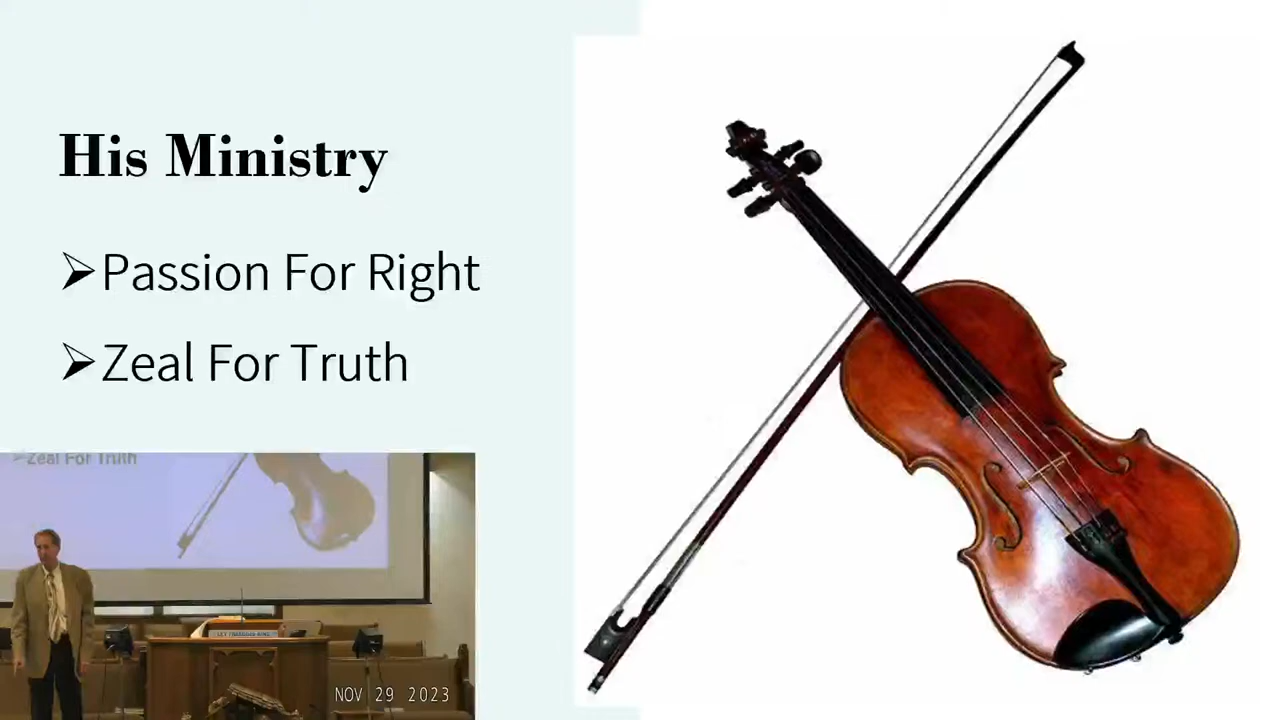 His Ministry
➢Passion For Right
➢Zeal For Truth
Zeal For Truth
NOV 29 2023